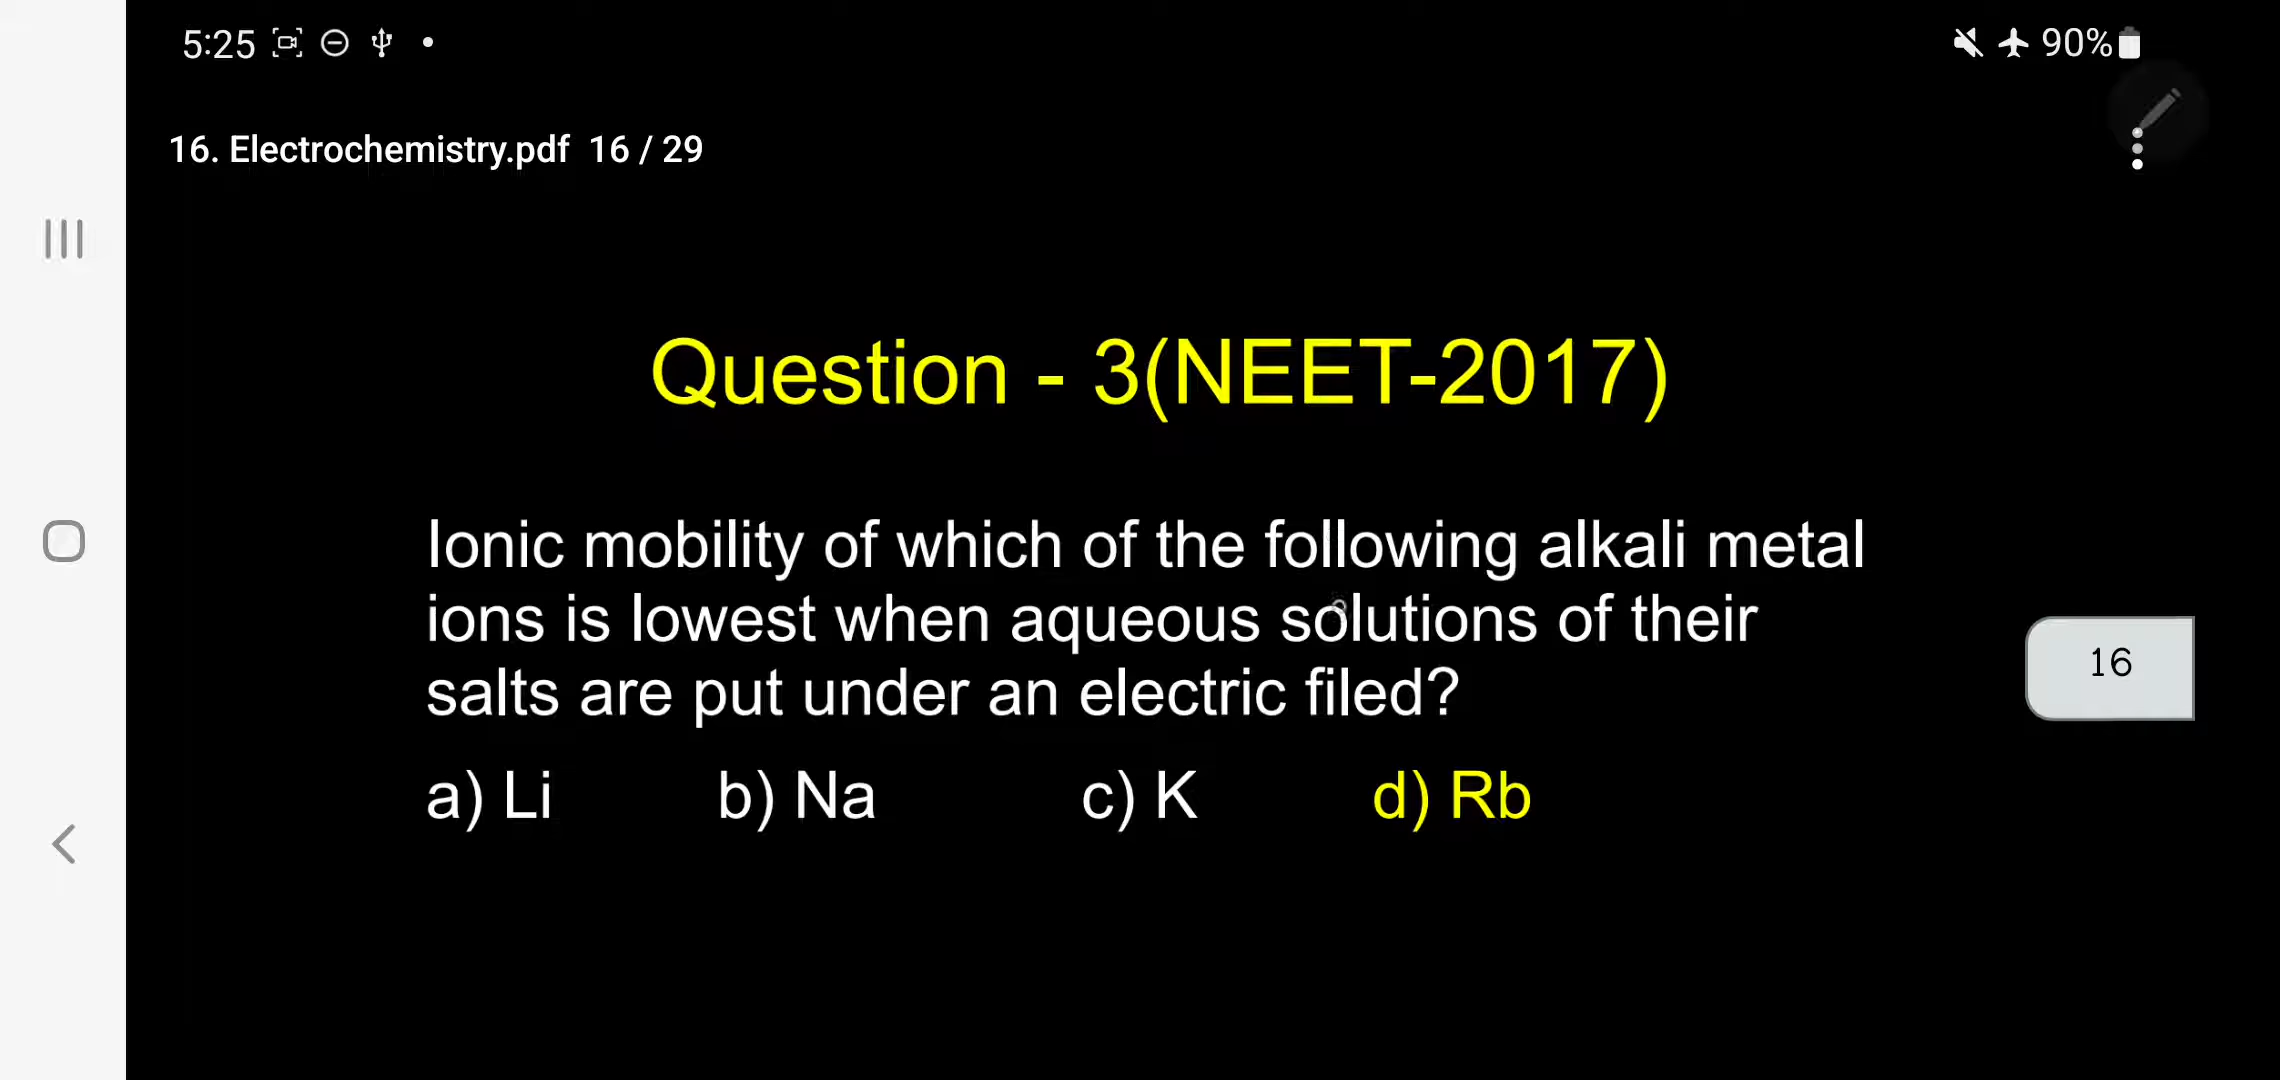 5:25
90%
16. Electrochemistry.pdf 16 / 29
Question - 3(NEET-2017)
Ionic mobility of which of the following alkali metal
ions is lowest when aqueous solutions of their
salts are put under an electric filed?
16
a) Li b) Na c) K d) Rb